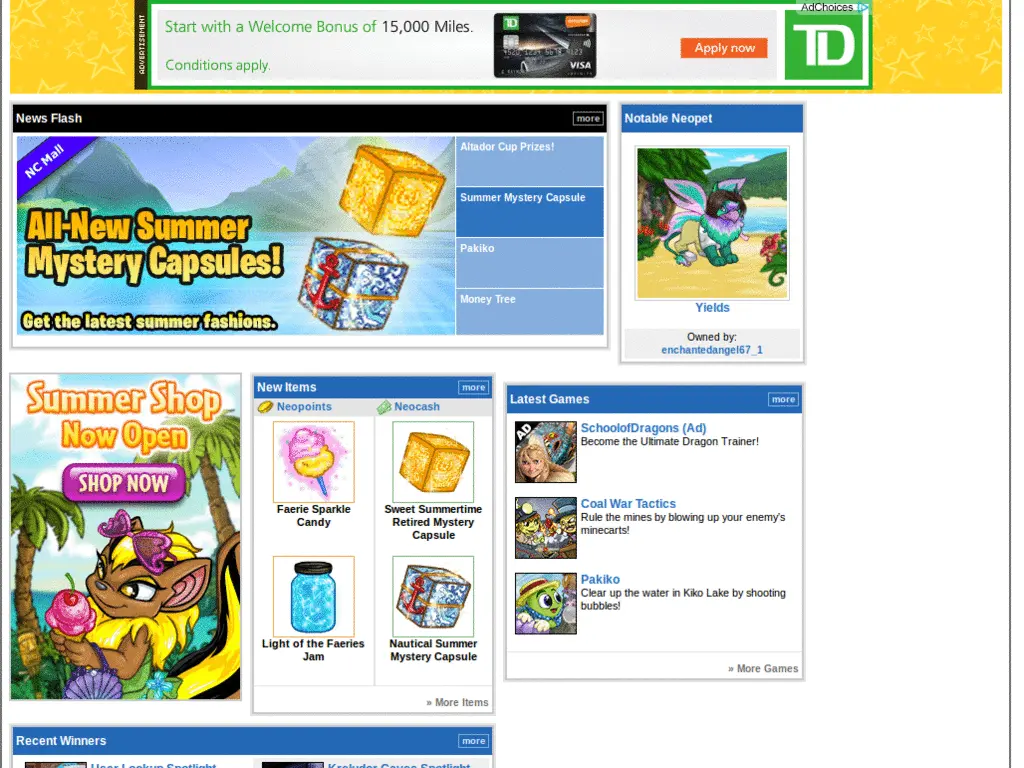 ADVERTISEMENT
Start with a Welcome Bonus of 15,000 Miles.
Conditions apply.
TD
VISA
Apply now
AdChoices
TD
News Flash
more
NC Mall
All-New Summer
Mystery Capsules!
Get the latest summer fashions.
Altador Cup Prizes!
Summer Mystery Capsule
Pakiko
Money Tree
Notable Neopet
Yields
Owned by:
enchantedangel67_1
Summer Shop
Now Open
SHOP NOW
New Items
more
Neopoints
Neocash
Faerie Sparkle
Candy
Sweet Summertime
Retired Mystery
Capsule
Light of the Faeries
Jam
Nautical Summer
Mystery Capsule
» More Items
Latest Games
more
AD
SchoolofDragons (Ad)
Become the Ultimate Dragon Trainer!
Coal War Tactics
Rule the mines by blowing up your enemy's
minecarts!
Pakiko
Clear up the water in Kiko Lake by shooting
bubbles!
» More Games
Recent Winners
more
User Lookup Spotlight
Kreludor Caves Spotlight